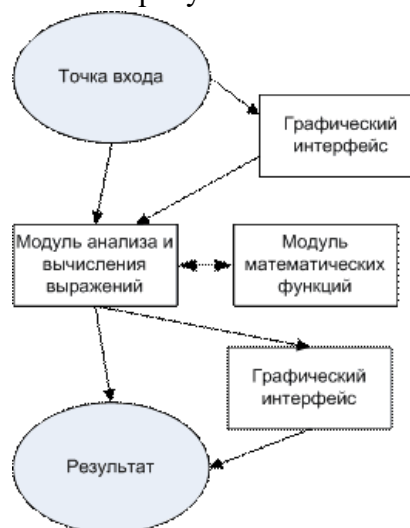 Точка входа
Графический
интерфейс
Модуль анализа и
вычисления
выражений
Модуль
математических
функций
Графический
интерфейс
Результат